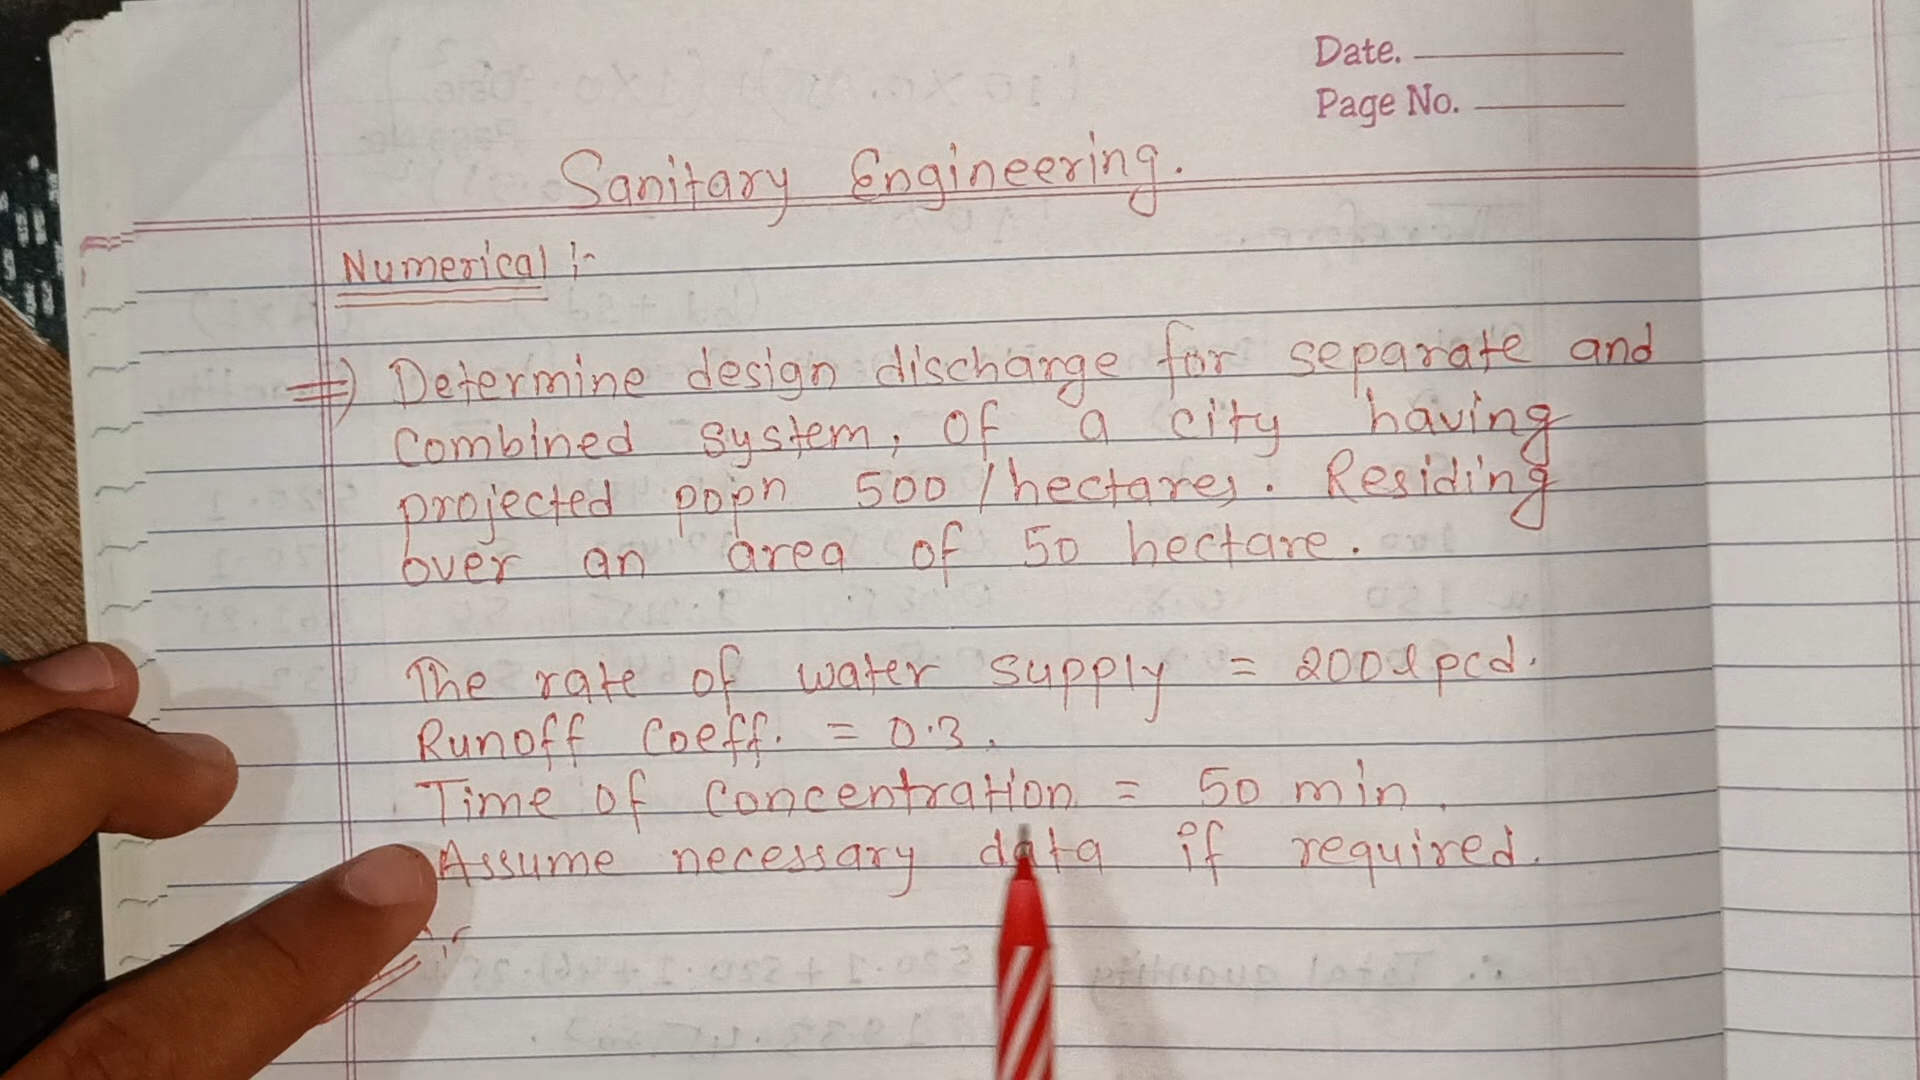 Date.
Page No.
Sanitary Engineering.
Numerical :-
⇒) Determine design discharge for separate and
Combined system, of a city having
projected popn 500 / hectares. Residing
over an area of 50 hectare.
The rate of water supply = 200 lpcd.
Runoff Coeff. = 0.3.
Time of Concentration = 50 min.
Assume necessary data if required.